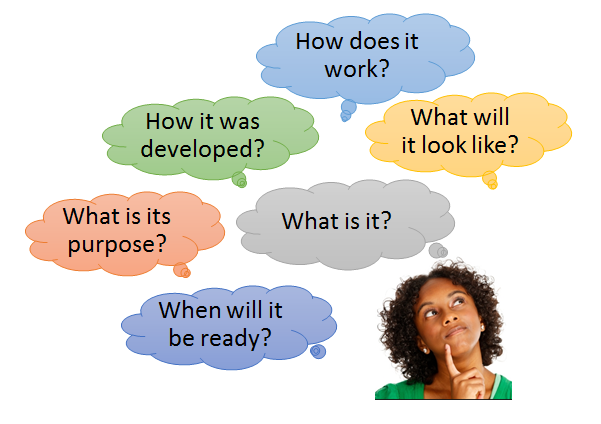 How does it
work?
What will
it look like?
How it was
developed?
What is its
purpose?
What is it?
When will it
be ready?